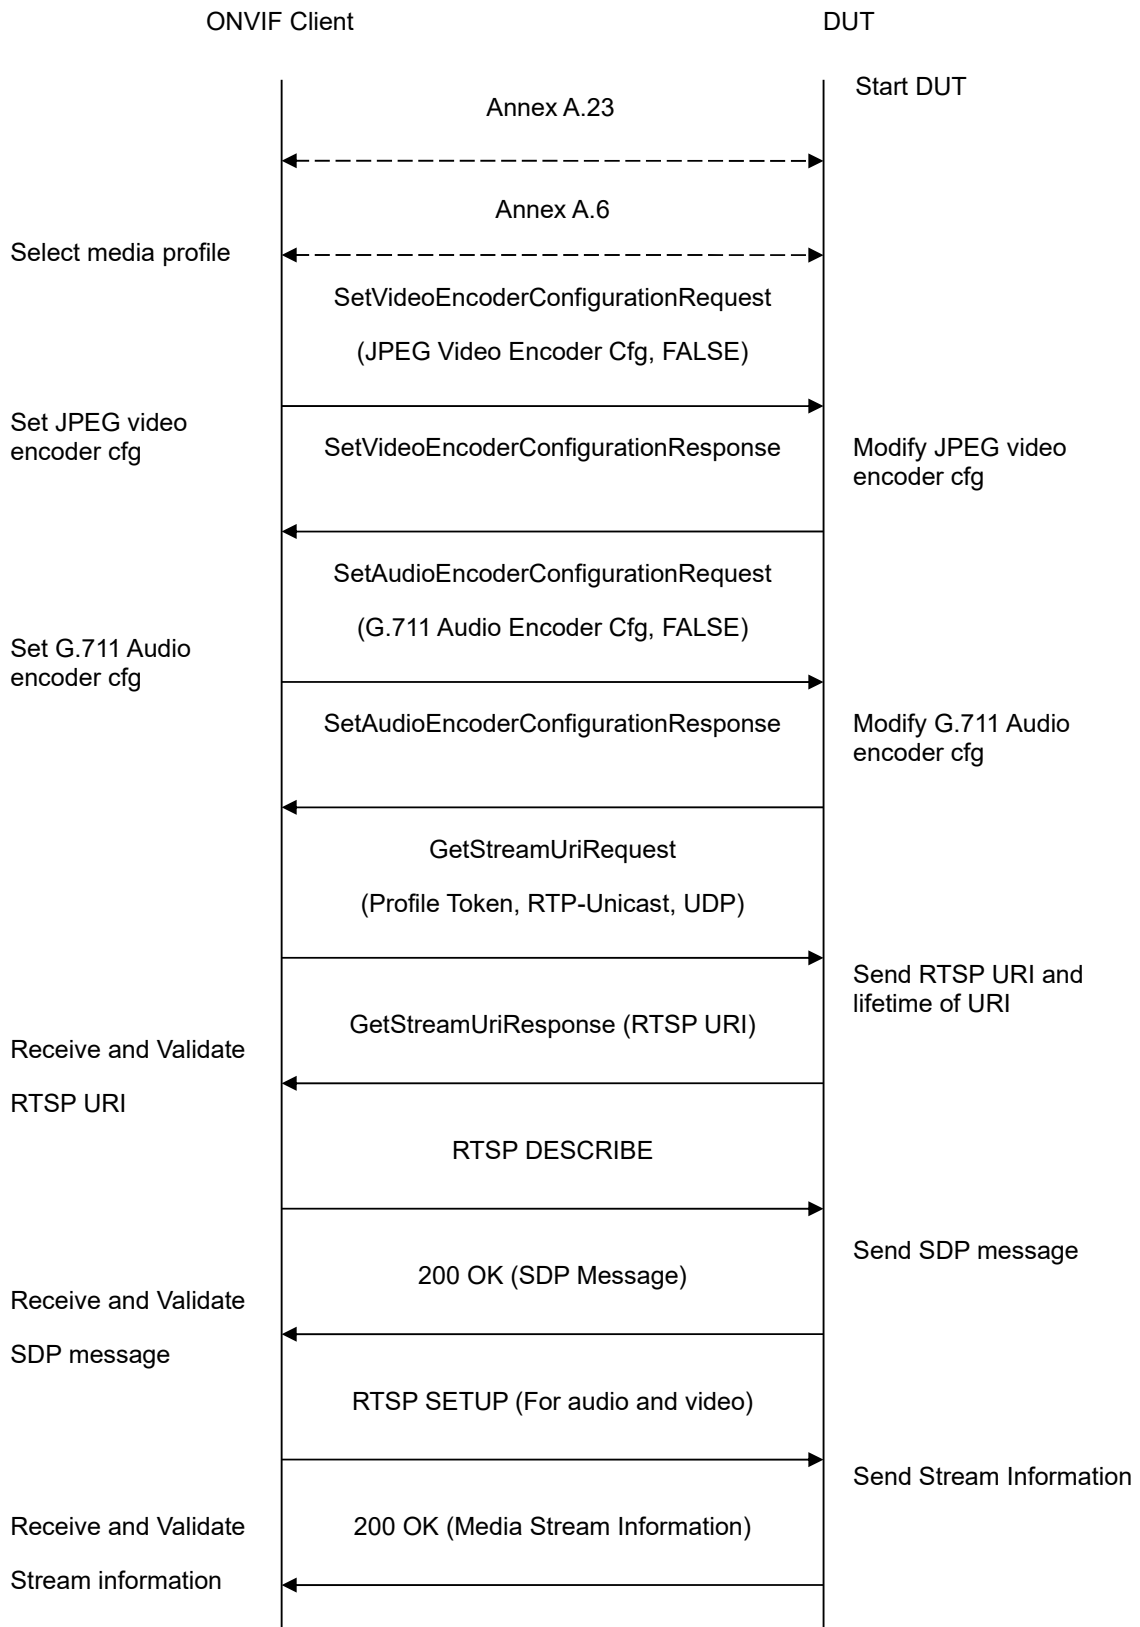 ONVIF Client
DUT
Start DUT
Annex A.23
Annex A.6
Select media profile
SetVideoEncoderConfigurationRequest
(JPEG Video Encoder Cfg, FALSE)
Set JPEG video
encoder cfg
SetVideoEncoderConfigurationResponse
Modify JPEG video
encoder cfg
SetAudioEncoderConfigurationRequest
(G.711 Audio Encoder Cfg, FALSE)
Set G.711 Audio
encoder cfg
SetAudioEncoderConfigurationResponse
Modify G.711 Audio
encoder cfg
GetStreamUriRequest
(Profile Token, RTP-Unicast, UDP)
Send RTSP URI and
lifetime of URI
GetStreamUriResponse (RTSP URI)
Receive and Validate
RTSP URI
RTSP DESCRIBE
Send SDP message
200 OK (SDP Message)
Receive and Validate
SDP message
RTSP SETUP (For audio and video)
Send Stream Information
Receive and Validate
Stream information
200 OK (Media Stream Information)